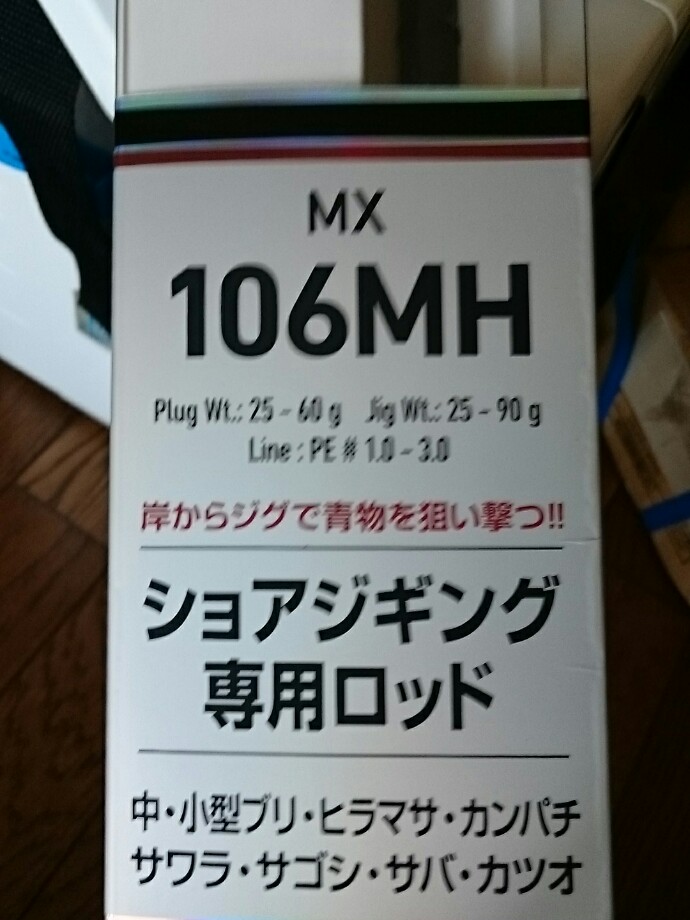 MX
106MH
Plug Wt.: 25 - 60 g Jig Wt.: 25 - 90 g
Line : PE # 1.0 - 3.0
岸からジグで青物を狙い撃つ!!
ショアジギング
専用ロッド
中・小型ブリ・ヒラマサ・カンパチ
サワラ・サゴシ・サバ・カツオ